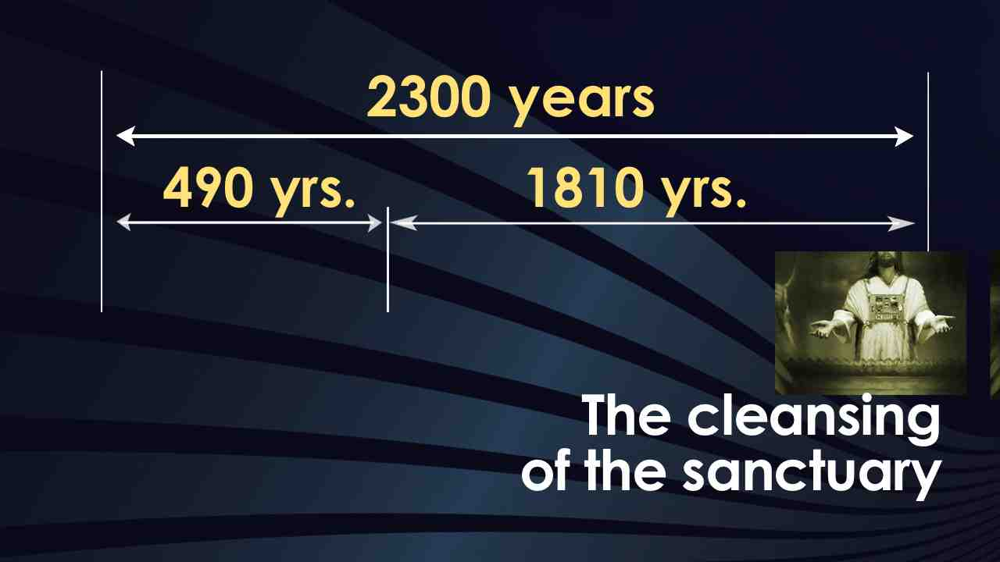 2300 years
490 yrs.
1810 yrs.
The cleansing
of the sanctuary